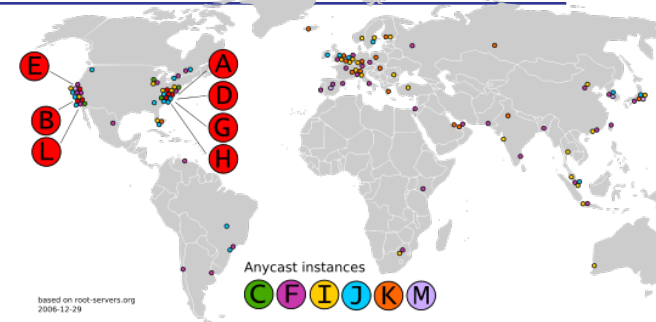 E
A
D
B
G
L
H
Anycast instances
C F I J K M
based on root-servers.org
2006-12-29